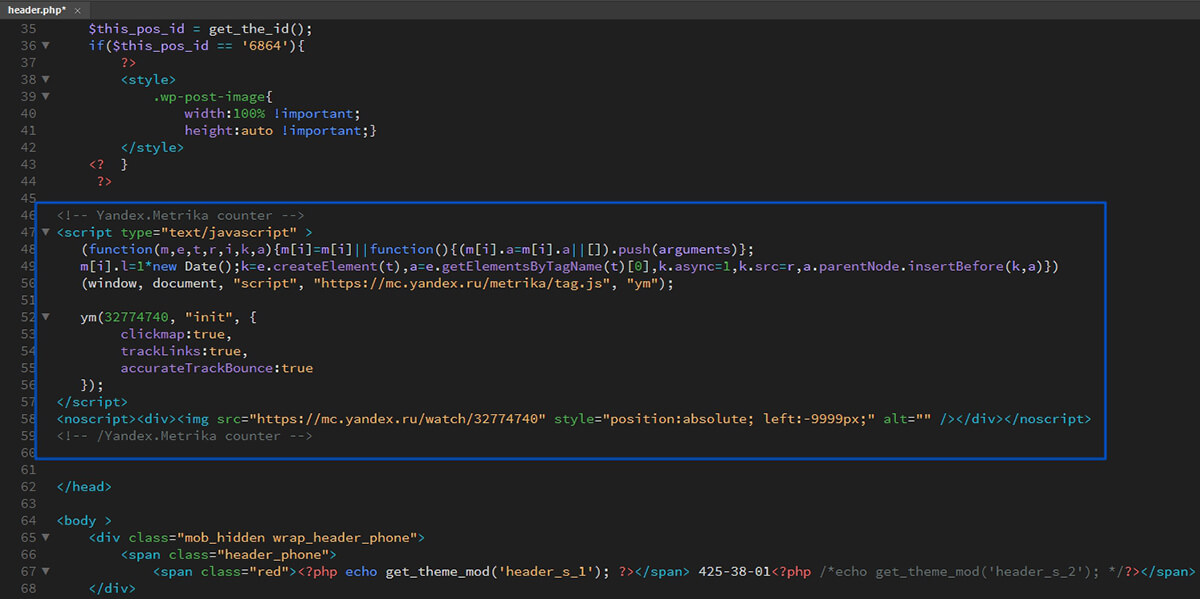 header.php* ×
35 $this_pos_id = get_the_id();
36 if($this_pos_id == '6864'){
37 ?>
38 <style>
39 .wp-post-image{
40 width:100% !important;
41 height:auto !important;}
42 </style>
43 <? }
44 ?>
45
46 <!-- Yandex.Metrika counter -->
47 <script type="text/javascript" >
48 (function(m,e,t,r,i,k,a){m[i]=m[i]||function(){(m[i].a=m[i].a||[]).push(arguments)};
49 m[i].l=1*new Date();k=e.createElement(t),a=e.getElementsByTagName(t)[0],k.async=1,k.src=r,a.parentNode.insertBefore(k,a)})
50 (window, document, "script", "https://mc.yandex.ru/metrika/tag.js", "ym");
51
52 ym(32774740, "init", {
53 clickmap:true,
54 trackLinks:true,
55 accurateTrackBounce:true
56 });
57 </script>
58 <noscript><div><img src="https://mc.yandex.ru/watch/32774740" style="position:absolute; left:-9999px;" alt="" /></div></noscript>
59 <!-- /Yandex.Metrika counter -->
60
61
62 </head>
63
64 <body >
65 <div class="mob_hidden wrap_header_phone">
66 <span class="header_phone">
67 <span class="red"><?php echo get_theme_mod('header_s_1'); ?></span> 425-38-01<?php /*echo get_theme_mod('header_s_2'); */?></span>
68 </div>